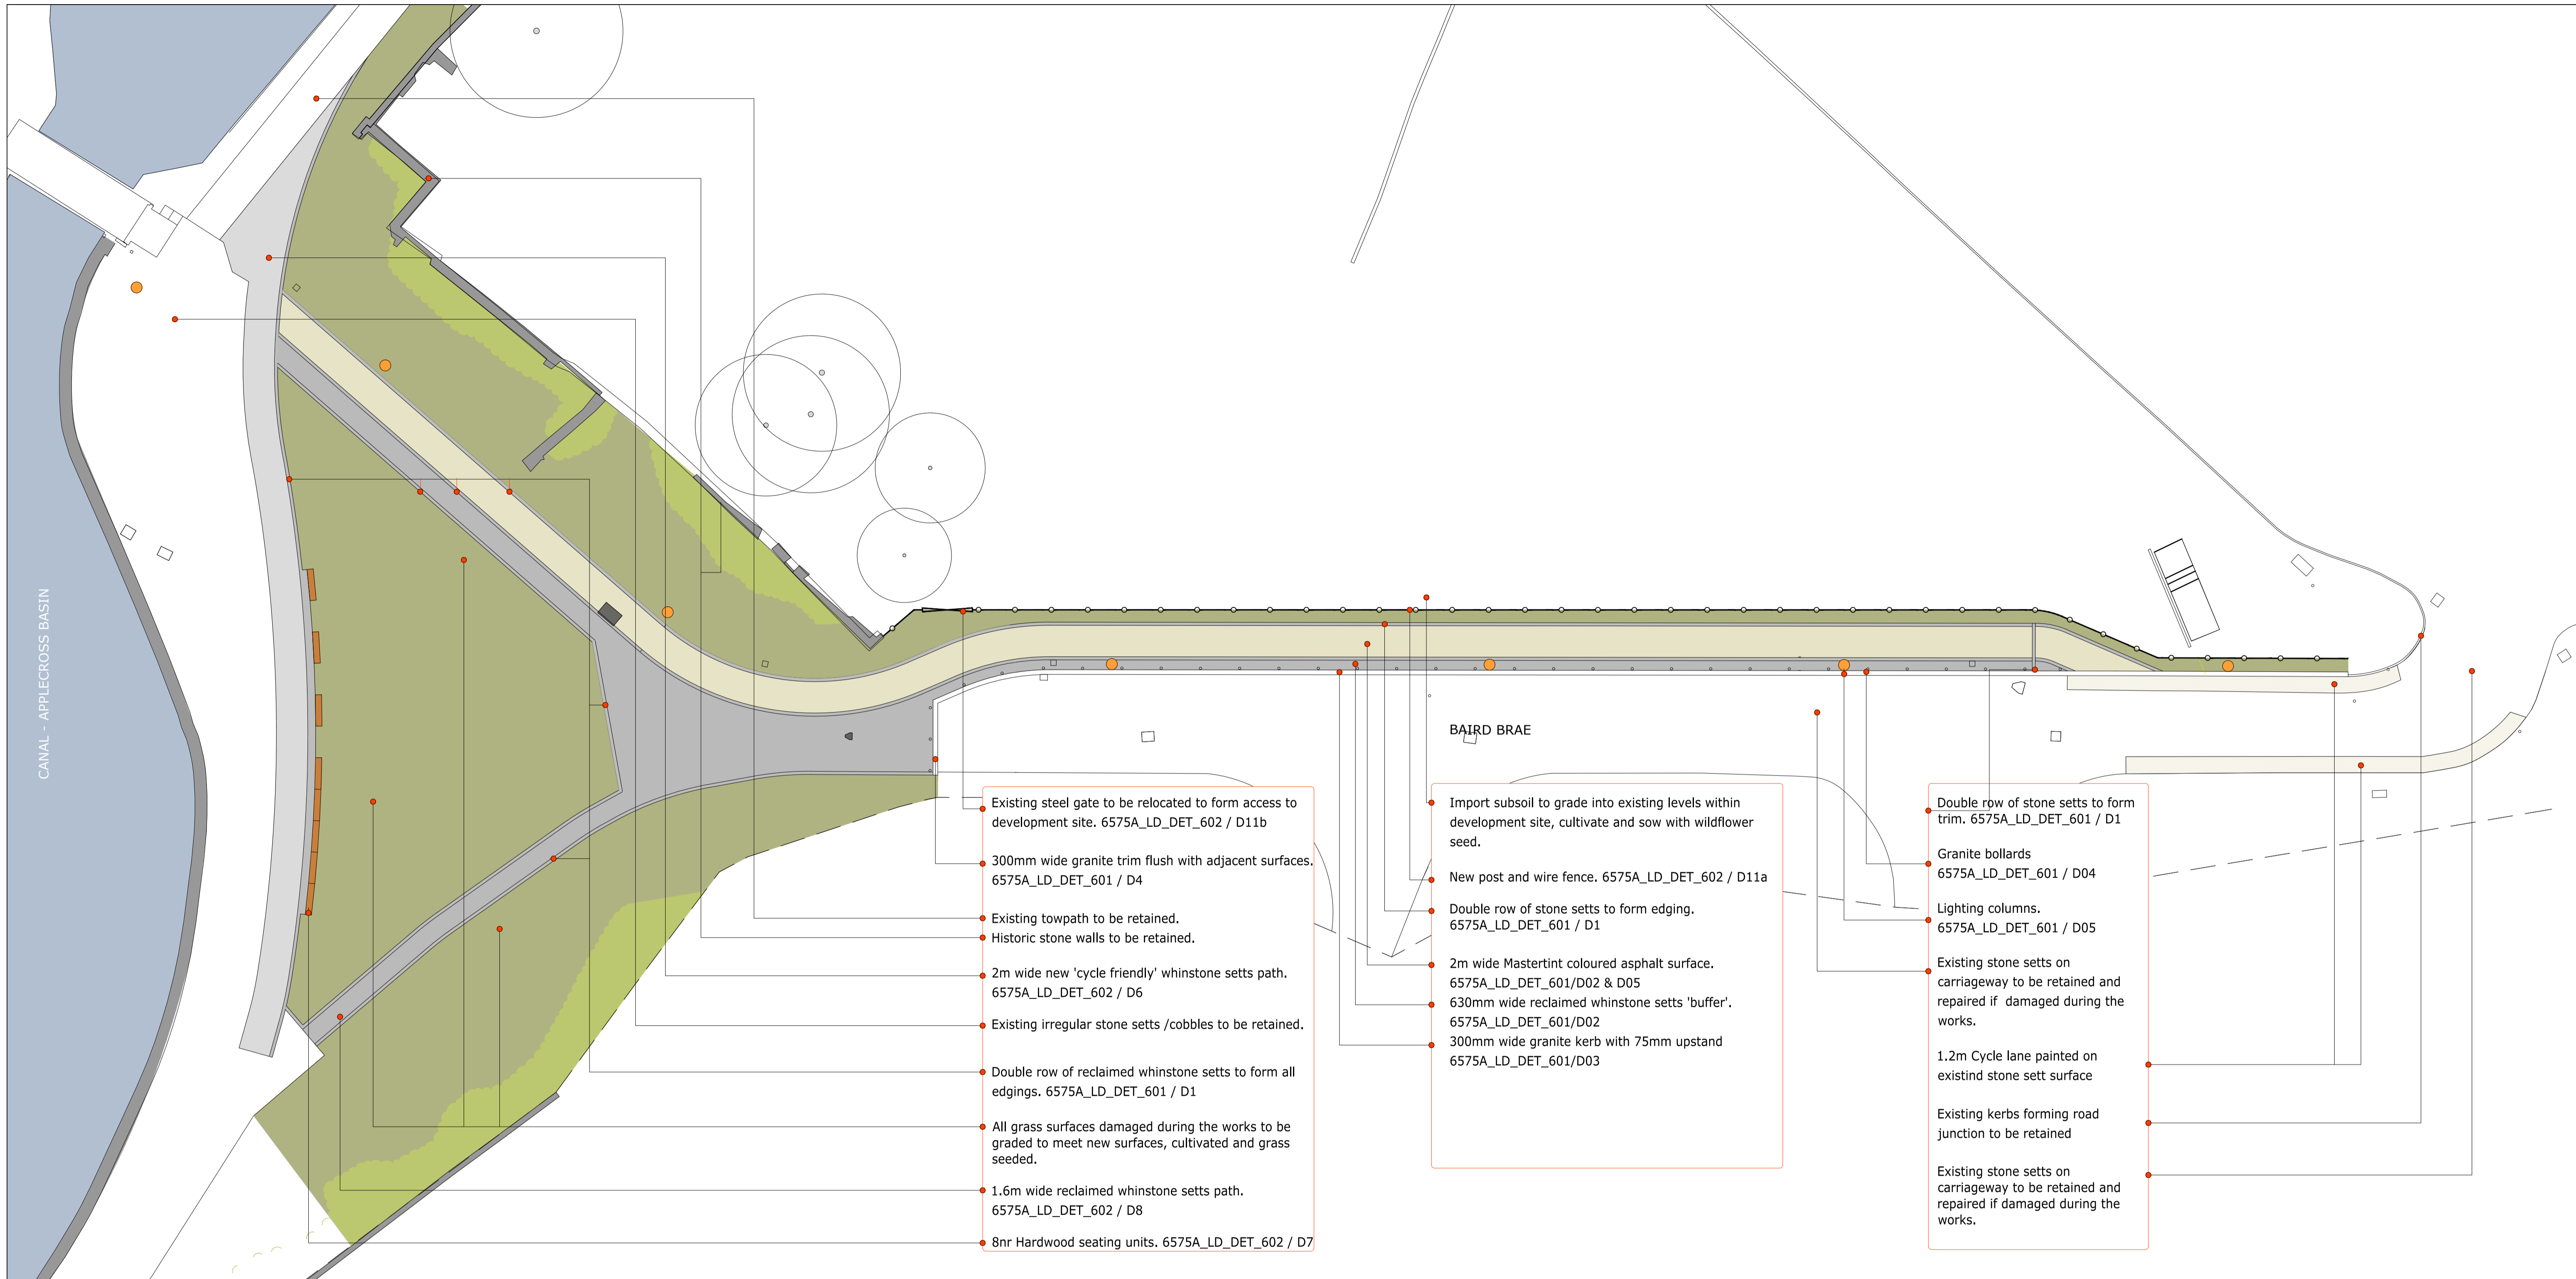 CANAL - APPLECROSS BASIN
BAIRD BRAE
Existing steel gate to be relocated to form access to
development site. 6575A_LD_DET_602 / D11b
300mm wide granite trim flush with adjacent surfaces.
6575A_LD_DET_601 / D4
Existing towpath to be retained.
Historic stone walls to be retained.
2m wide new 'cycle friendly' whinstone setts path.
6575A_LD_DET_602 / D6
Existing irregular stone setts /cobbles to be retained.
Double row of reclaimed whinstone setts to form all
edgings. 6575A_LD_DET_601 / D1
All grass surfaces damaged during the works to be
graded to meet new surfaces, cultivated and grass
seeded.
1.6m wide reclaimed whinstone setts path.
6575A_LD_DET_602 / D8
8nr Hardwood seating units. 6575A_LD_DET_602 / D7
Import subsoil to grade into existing levels within
development site, cultivate and sow with wildflower
seed.
New post and wire fence. 6575A_LD_DET_602 / D11a
Double row of stone setts to form edging.
6575A_LD_DET_601 / D1
2m wide Mastertint coloured asphalt surface.
6575A_LD_DET_601/D02 & D05
630mm wide reclaimed whinstone setts 'buffer'.
6575A_LD_DET_601/D02
300mm wide granite kerb with 75mm upstand
6575A_LD_DET_601/D03
Double row of stone setts to form
trim. 6575A_LD_DET_601 / D1
Granite bollards
6575A_LD_DET_601 / D04
Lighting columns.
6575A_LD_DET_601 / D05
Existing stone setts on
carriageway to be retained and
repaired if damaged during the
works.
1.2m Cycle lane painted on
existind stone sett surface
Existing kerbs forming road
junction to be retained
Existing stone setts on
carriageway to be retained and
repaired if damaged during the
works.